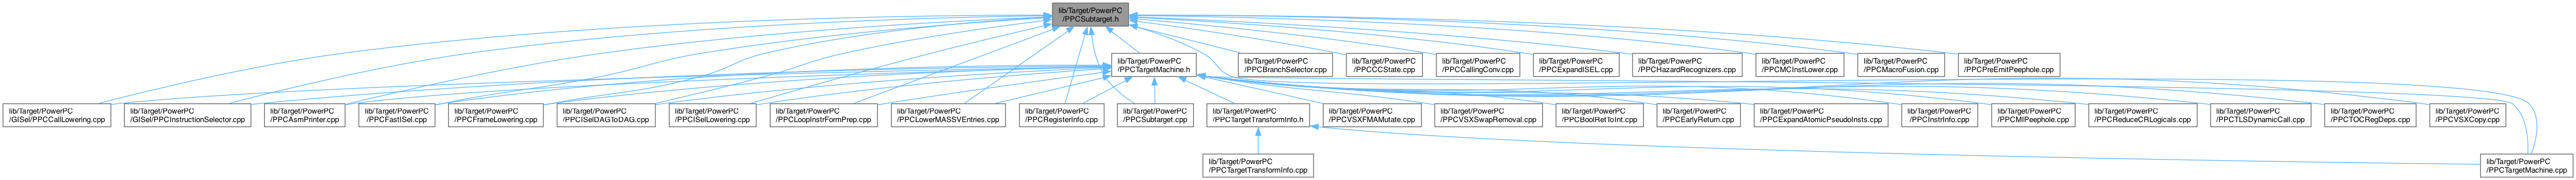 lib/Target/PowerPC
/PPCSubtarget.h
lib/Target/PowerPC
/PPCTargetMachine.h
lib/Target/PowerPC
/PPCBranchSelector.cpp
lib/Target/PowerPC
/PPCCCState.cpp
lib/Target/PowerPC
/PPCCallingConv.cpp
lib/Target/PowerPC
/PPCExpandISEL.cpp
lib/Target/PowerPC
/PPCHazardRecognizers.cpp
lib/Target/PowerPC
/PPCMCInstLower.cpp
lib/Target/PowerPC
/PPCMacroFusion.cpp
lib/Target/PowerPC
/PPCPreEmitPeephole.cpp
lib/Target/PowerPC
/GISel/PPCCallLowering.cpp
lib/Target/PowerPC
/GISel/PPCInstructionSelector.cpp
lib/Target/PowerPC
/PPCAsmPrinter.cpp
lib/Target/PowerPC
/PPCFastISel.cpp
lib/Target/PowerPC
/PPCFrameLowering.cpp
lib/Target/PowerPC
/PPCISelDAGToDAG.cpp
lib/Target/PowerPC
/PPCISelLowering.cpp
lib/Target/PowerPC
/PPCLoopInstrFormPrep.cpp
lib/Target/PowerPC
/PPCLowerMASSVEntries.cpp
lib/Target/PowerPC
/PPCRegisterInfo.cpp
lib/Target/PowerPC
/PPCSubtarget.cpp
lib/Target/PowerPC
/PPCTargetTransformInfo.h
lib/Target/PowerPC
/PPCVSXFMAMutate.cpp
lib/Target/PowerPC
/PPCVSXSwapRemoval.cpp
lib/Target/PowerPC
/PPCBoolRetToInt.cpp
lib/Target/PowerPC
/PPCEarlyReturn.cpp
lib/Target/PowerPC
/PPCExpandAtomicPseudoInsts.cpp
lib/Target/PowerPC
/PPCInstrInfo.cpp
lib/Target/PowerPC
/PPCMIPeephole.cpp
lib/Target/PowerPC
/PPCReduceCRLogicals.cpp
lib/Target/PowerPC
/PPCTLSDynamicCall.cpp
lib/Target/PowerPC
/PPCTOCRegDeps.cpp
lib/Target/PowerPC
/PPCVSXCopy.cpp
lib/Target/PowerPC
/PPCTargetTransformInfo.cpp
lib/Target/PowerPC
/PPCTargetMachine.cpp